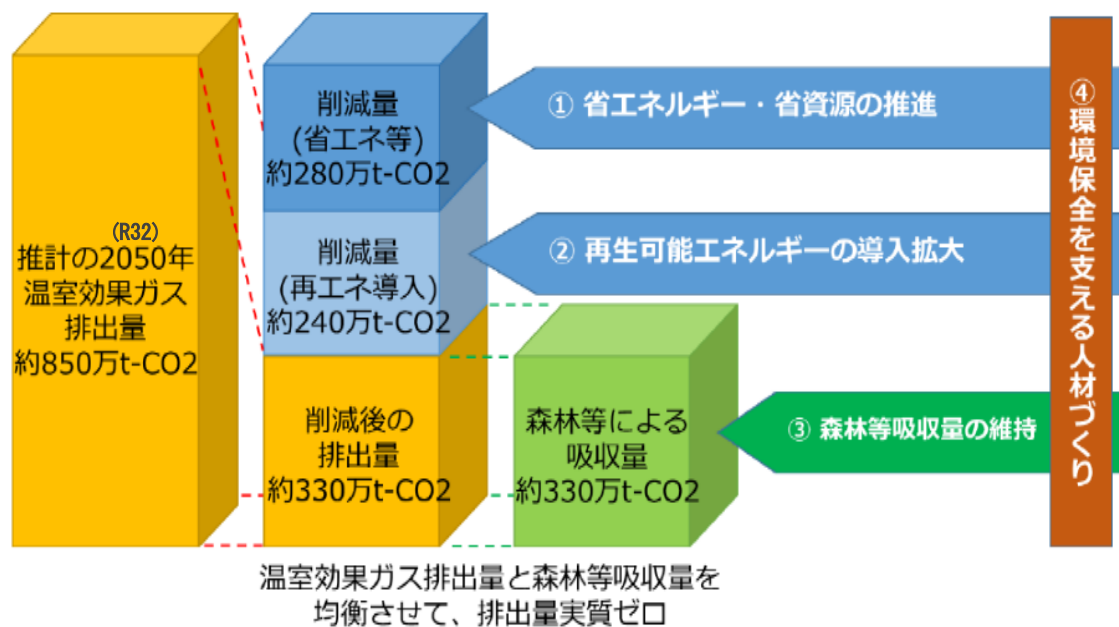 (R32)
推計の2050年
温室効果ガス
排出量
約850万t-CO2
削減量
(省エネ等)
約280万t-CO2
削減量
(再エネ導入)
約240万t-CO2
削減後の
排出量
約330万t-CO2
森林等による
吸収量
約330万t-CO2
① 省エネルギー・省資源の推進
② 再生可能エネルギーの導入拡大
③ 森林等吸収量の維持
④環境保全を支える人材づくり
温室効果ガス排出量と森林等吸収量を
均衡させて、排出量実質ゼロ